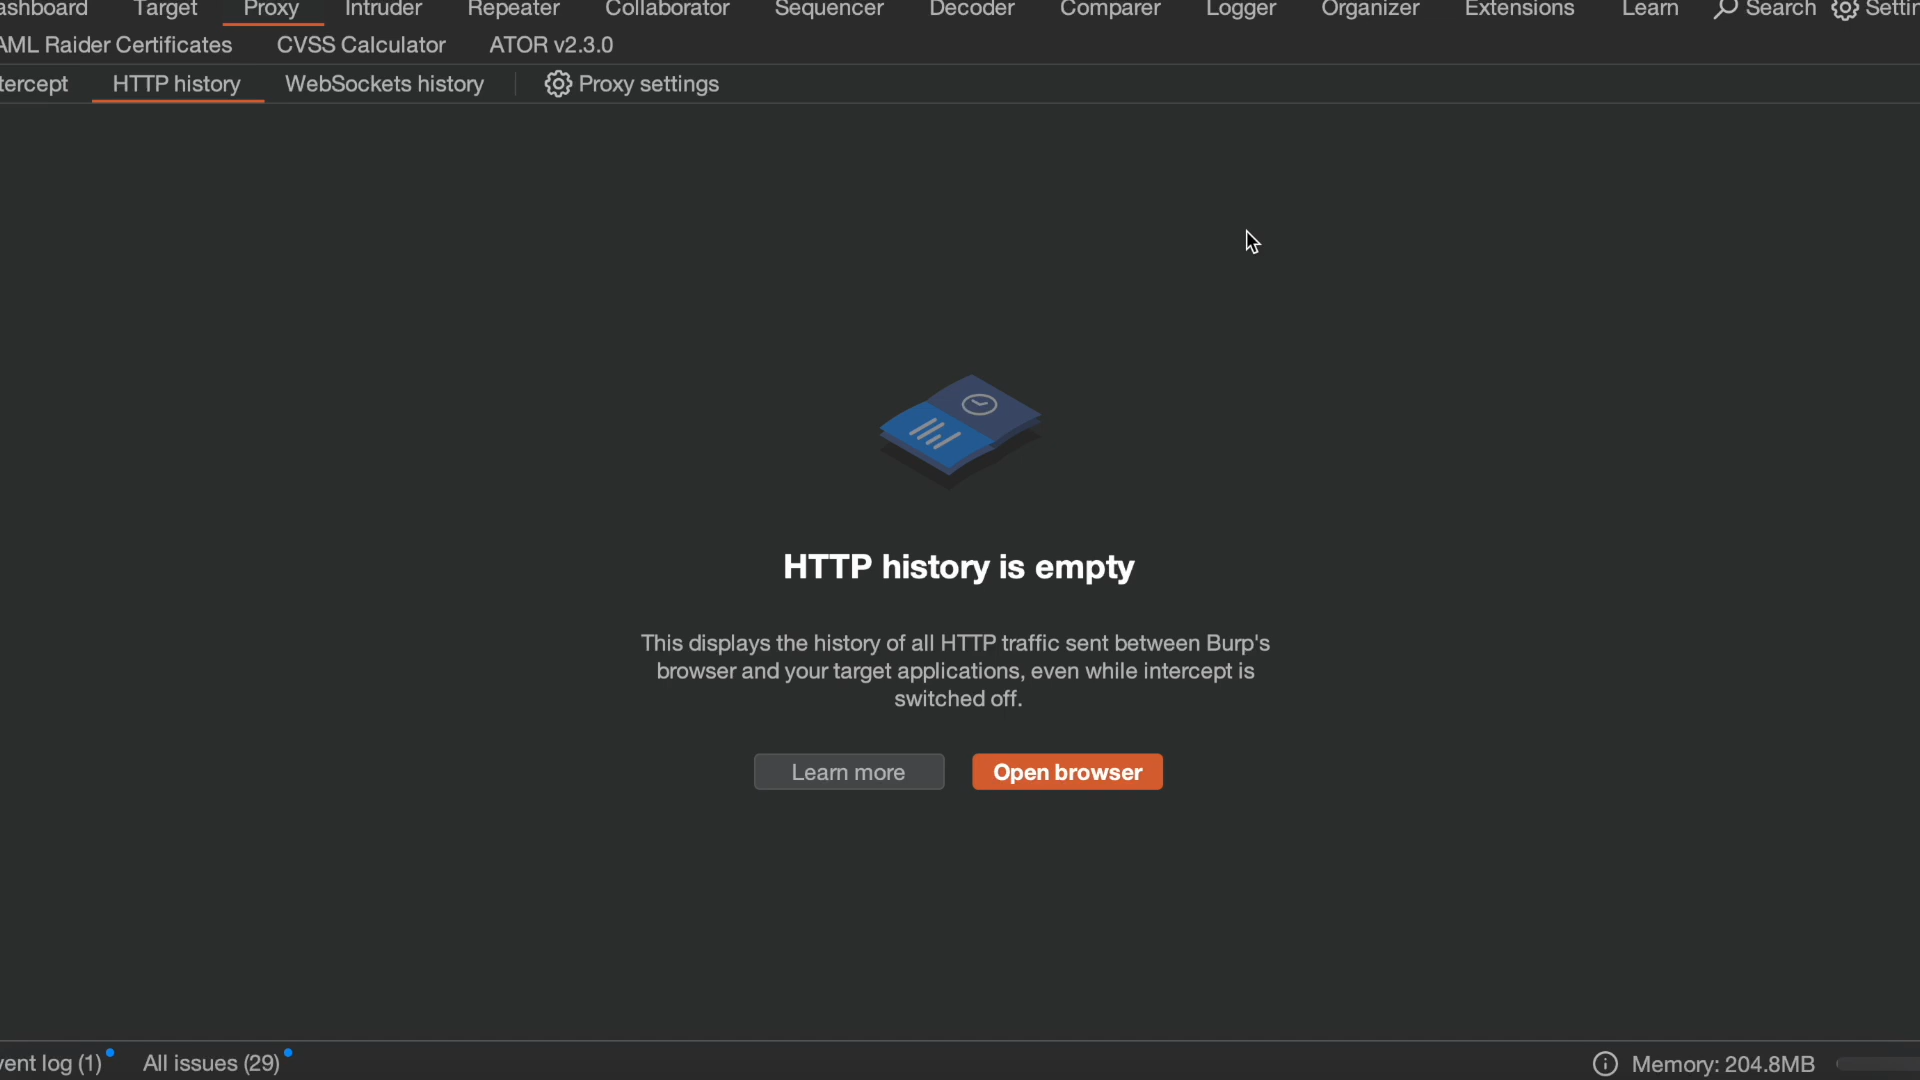 ashboard Target Proxy Intruder Repeater Collaborator Sequencer Decoder Comparer Logger Organizer Extensions Learn Search Settin
AML Raider Certificates CVSS Calculator ATOR v2.3.0
tercept HTTP history WebSockets history Proxy settings
HTTP history is empty
This displays the history of all HTTP traffic sent between Burp's
browser and your target applications, even while intercept is
switched off.
Learn more Open browser
vent log (1) All issues (29) Memory: 204.8MB